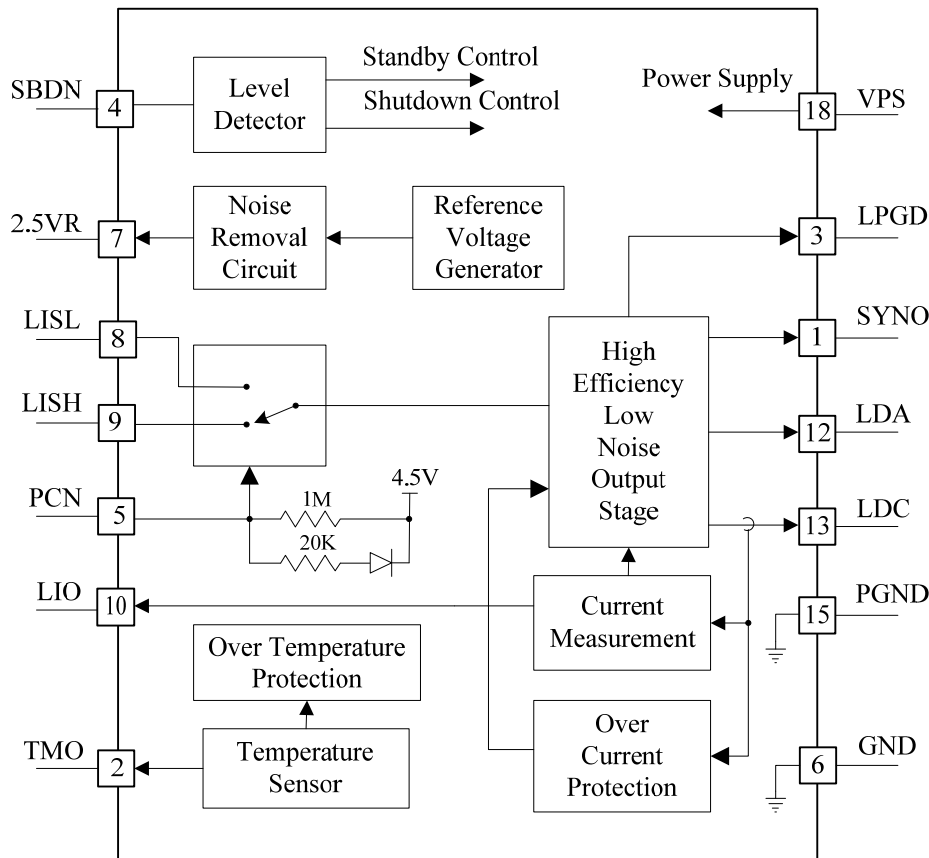 Standby Control
SBDN
4
Level
Detector
Shutdown Control
Power Supply
18
VPS
2.5VR
7
Noise
Removal
Circuit
Reference
Voltage
Generator
3
LPGD
LISL
8
1
SYNO
LISH
9
High
Efficiency
Low
Noise
Output
Stage
12
LDA
PCN
5
1M
20K
4.5V
13
LDC
LIO
10
Current
Measurement
15
PGND
Over Temperature
Protection
TMO
2
Temperature
Sensor
Over
Current
Protection
6
GND